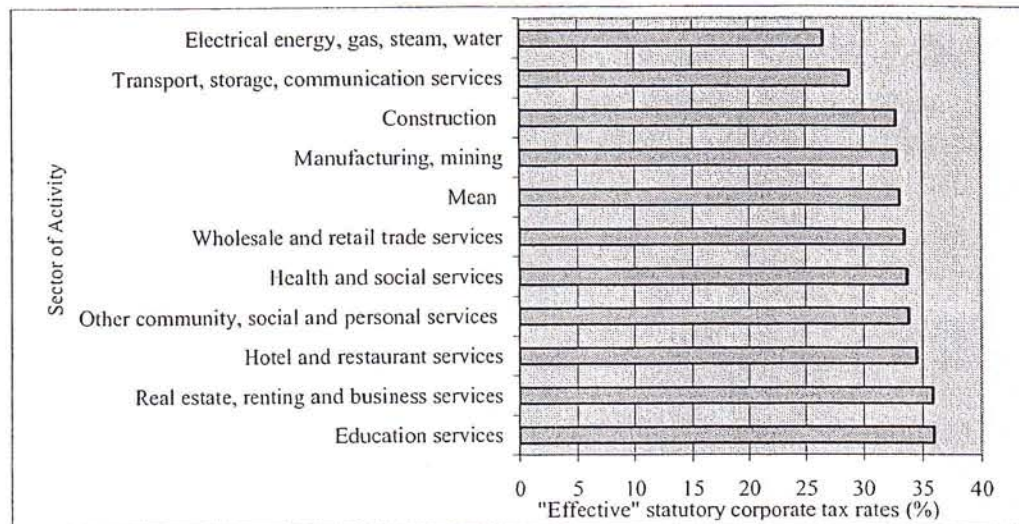 Electrical energy, gas, steam, water
Transport, storage, communication services
Construction
Manufacturing, mining
Mean
Wholesale and retail trade services
Health and social services
Other community, social and personal services
Hotel and restaurant services
Real estate, renting and business services
Education services
Sector of Activity
0 5 10 15 20 25 30 35 40
"Effective" statutory corporate tax rates (%)